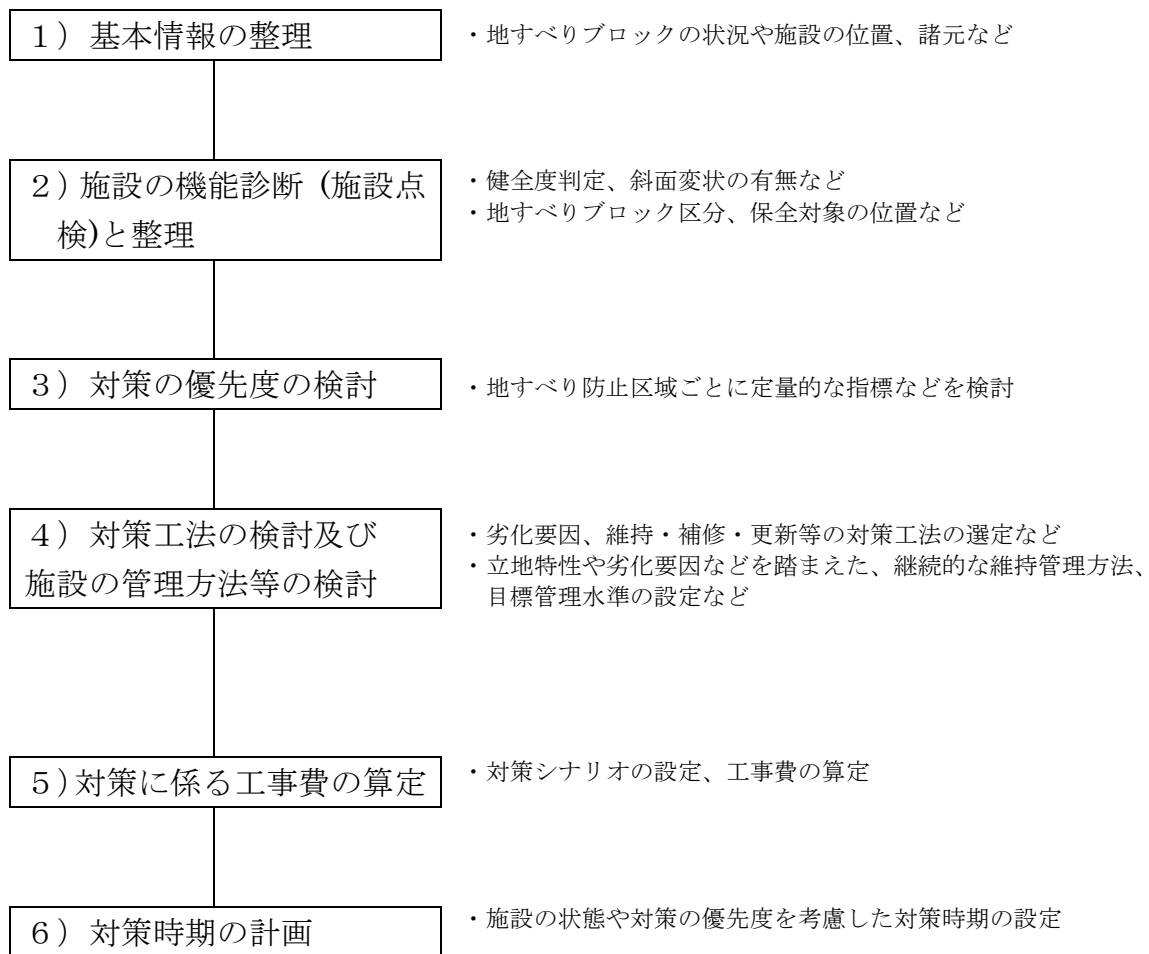 １） 基本情報の整理
・地すべりブロックの状況や施設の位置、諸元など
２）施設の機能診断 (施設点
検)と整理
・健全度判定、斜面変状の有無など
・地すべりブロック区分、保全対象の位置など
３） 対策の優先度の検討
・地すべり防止区域ごとに定量的な指標などを検討
４） 対策工法の検討及び
施設の管理方法等の検討
・劣化要因、維持・補修・更新等の対策工法の選定など
・立地特性や劣化要因などを踏まえた、継続的な維持管理方法、
目標管理水準の設定など
５）対策に係る工事費の算定
・対策シナリオの設定、工事費の算定
６） 対策時期の計画
・施設の状態や対策の優先度を考慮した対策時期の設定